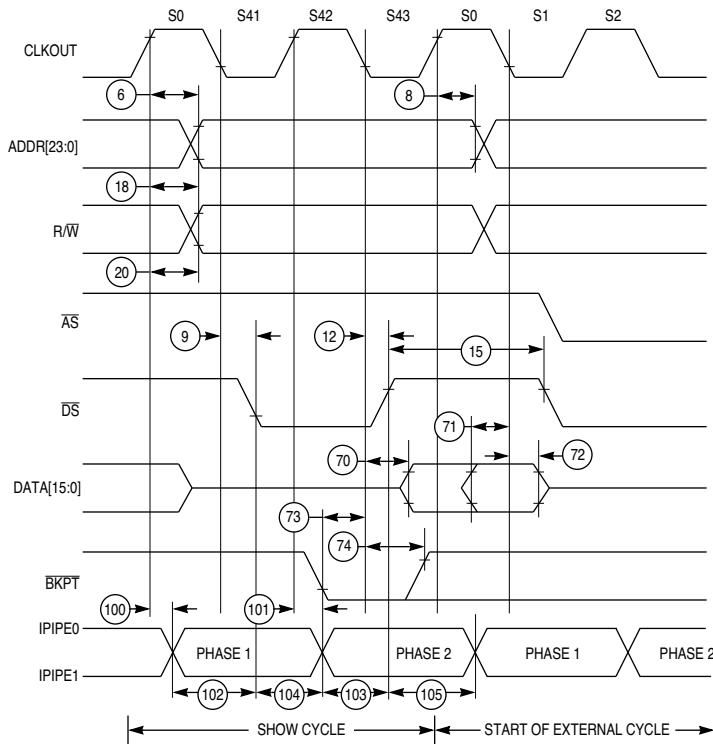 S0 S41 S42 S43 S0 S1 S2
CLKOUT
6 8
ADDR[23:0]
18
R/W
20
AS
9 12 15
DS
71
70 72
DATA[15:0]
73
74
BKPT
100 101
IPIPE0
PHASE 1 PHASE 2 PHASE 1 PHASE 2
IPIPE1
102 104 103 105
SHOW CYCLE START OF EXTERNAL CYCLE